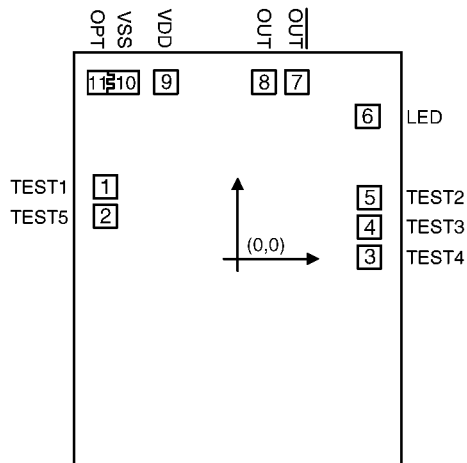 OPT VSS VDD OUT OUT
11 10 9 8 7
6 LED
TEST1 1
5 TEST2
TEST5 2
4 TEST3
(0,0)
3 TEST4